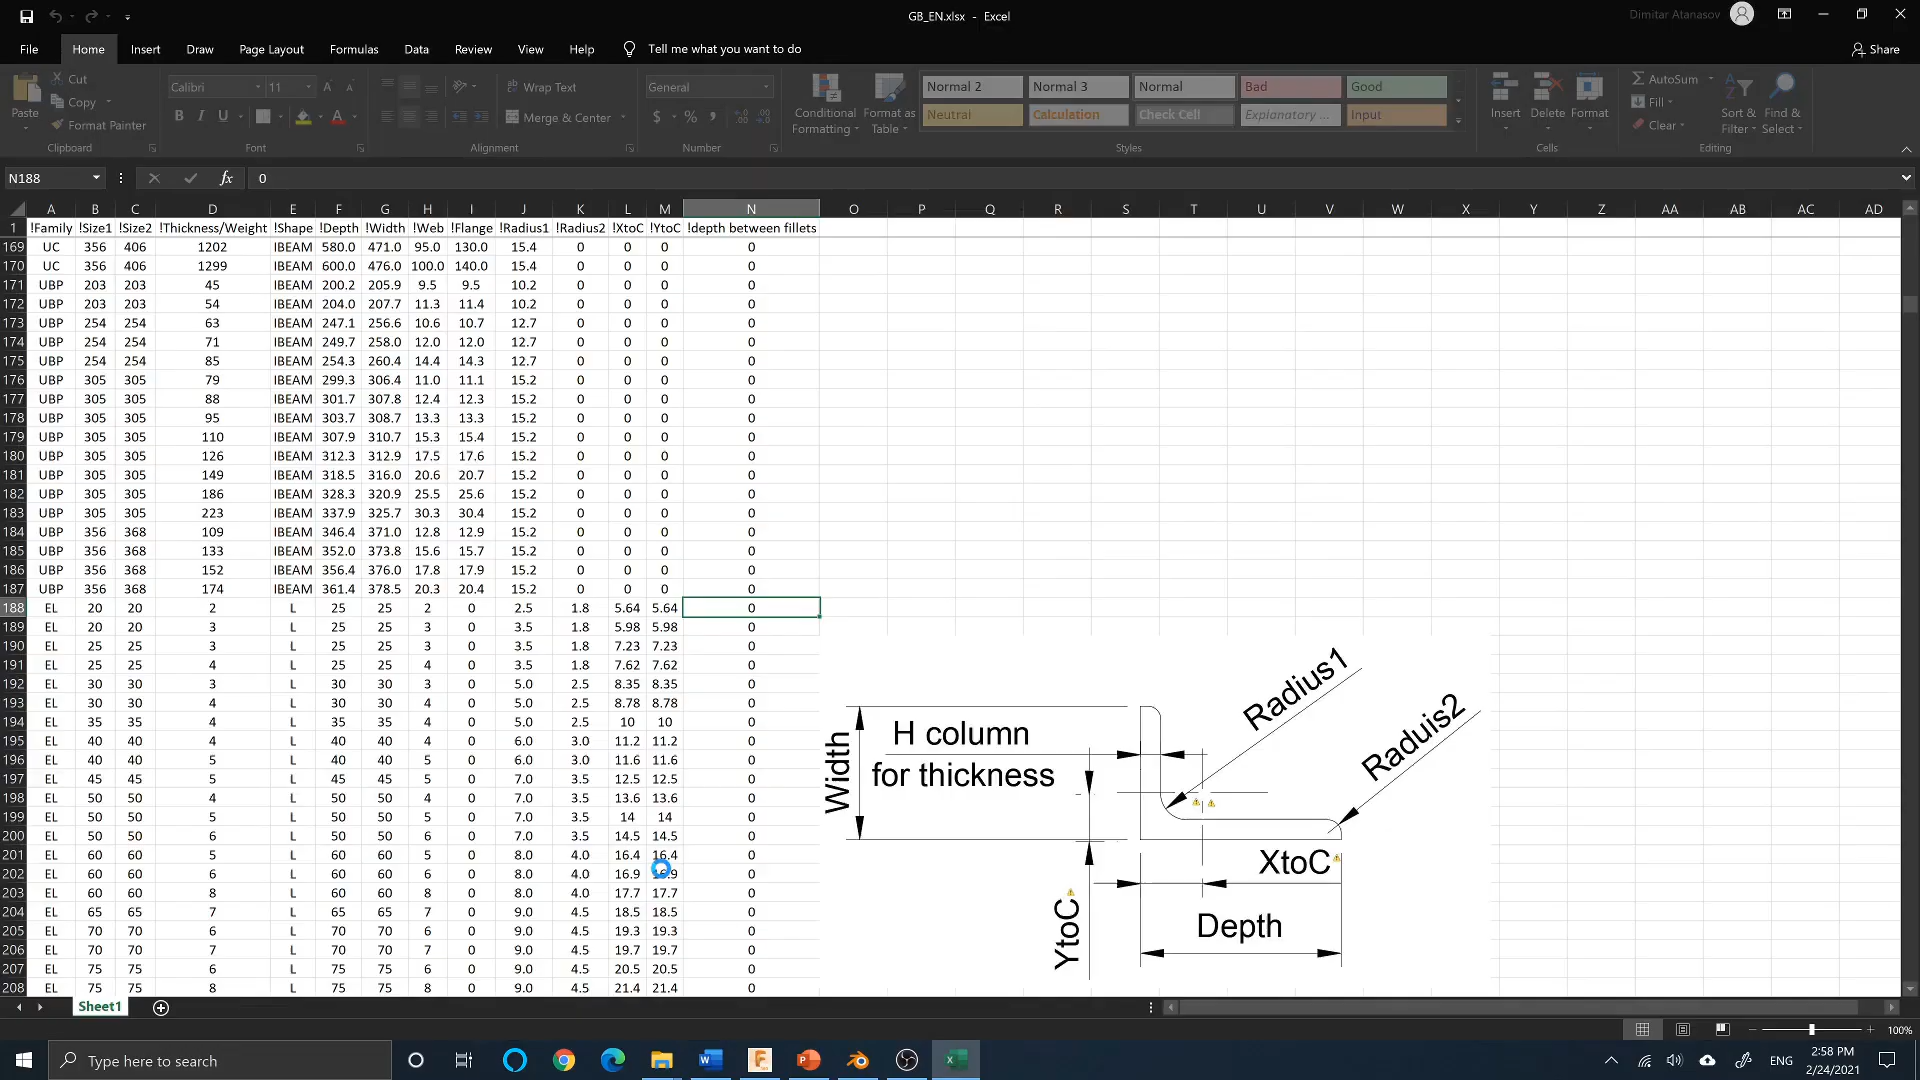 GB_EN.xlsx - Excel
Dimitar Atanasov
File Home Insert Draw Page Layout Formulas Data Review View Help Tell me what you want to do Share
Paste Cut Copy Format Painter Clipboard
Calibri 11 A A B I U A Font
Wrap Text Merge & Center Alignment
General $ % Number
Conditional Formatting Format as Table
Normal 2 Normal 3 Normal Bad Good
Neutral Calculation Check Cell Explanatory ... Input
Styles
Insert Delete Format Cells
AutoSum Fill Clear Sort & Filter Find & Select Editing
N188 fx 0
A B C D E F G H I J K L M N O P Q R S T U V W X Y Z AA AB AC AD
1 !Family !Size1 !Size2 !Thickness/Weight !Shape !Depth !Width !Web !Flange !Radius1 !Radius2 !XtoC !YtoC !depth between fillets
169 UC 356 406 1202 IBEAM 580.0 471.0 95.0 130.0 15.4 0 0 0 0
170 UC 356 406 1299 IBEAM 600.0 476.0 100.0 140.0 15.4 0 0 0 0
171 UBP 203 203 45 IBEAM 200.2 205.9 9.5 9.5 10.2 0 0 0 0
172 UBP 203 203 54 IBEAM 204.0 207.7 11.3 11.4 10.2 0 0 0 0
173 UBP 254 254 63 IBEAM 247.1 256.6 10.6 10.7 12.7 0 0 0 0
174 UBP 254 254 71 IBEAM 249.7 258.0 12.0 12.0 12.7 0 0 0 0
175 UBP 254 254 85 IBEAM 254.3 260.4 14.4 14.3 12.7 0 0 0 0
176 UBP 305 305 79 IBEAM 299.3 306.4 11.0 11.1 15.2 0 0 0 0
177 UBP 305 305 88 IBEAM 301.7 307.8 12.4 12.3 15.2 0 0 0 0
178 UBP 305 305 95 IBEAM 303.7 308.7 13.3 13.3 15.2 0 0 0 0
179 UBP 305 305 110 IBEAM 307.9 310.7 15.3 15.4 15.2 0 0 0 0
180 UBP 305 305 126 IBEAM 312.3 312.9 17.5 17.6 15.2 0 0 0 0
181 UBP 305 305 149 IBEAM 318.5 316.0 20.6 20.7 15.2 0 0 0 0
182 UBP 305 305 186 IBEAM 328.3 320.9 25.5 25.6 15.2 0 0 0 0
183 UBP 305 305 223 IBEAM 337.9 325.7 30.3 30.4 15.2 0 0 0 0
184 UBP 356 368 109 IBEAM 346.4 371.0 12.8 12.9 15.2 0 0 0 0
185 UBP 356 368 133 IBEAM 352.0 373.8 15.6 15.7 15.2 0 0 0 0
186 UBP 356 368 152 IBEAM 356.4 376.0 17.8 17.9 15.2 0 0 0 0
187 UBP 356 368 174 IBEAM 361.4 378.5 20.3 20.4 15.2 0 0 0 0
188 EL 20 20 2 L 25 25 2 0 2.5 1.8 5.64 5.64 0
189 EL 20 20 3 L 25 25 3 0 3.5 1.8 5.98 5.98 0
190 EL 25 25 3 L 25 25 3 0 3.5 1.8 7.23 7.23 0
191 EL 25 25 4 L 25 25 4 0 3.5 1.8 7.62 7.62 0
192 EL 30 30 3 L 30 30 3 0 5.0 2.5 8.35 8.35 0
193 EL 30 30 4 L 30 30 4 0 5.0 2.5 8.78 8.78 0
194 EL 35 35 4 L 35 35 4 0 5.0 2.5 10 10 0
195 EL 40 40 4 L 40 40 4 0 6.0 3.0 11.2 11.2 0
196 EL 40 40 5 L 40 40 5 0 6.0 3.0 11.6 11.6 0
197 EL 45 45 5 L 45 45 5 0 7.0 3.5 12.5 12.5 0
198 EL 50 50 4 L 50 50 4 0 7.0 3.5 13.6 13.6 0
199 EL 50 50 5 L 50 50 5 0 7.0 3.5 14 14 0
200 EL 50 50 6 L 50 50 6 0 7.0 3.5 14.5 14.5 0
201 EL 60 60 5 L 60 60 5 0 8.0 4.0 16.4 16.4 0
202 EL 60 60 6 L 60 60 6 0 8.0 4.0 16.9 0
203 EL 60 60 8 L 60 60 8 0 8.0 4.0 17.7 17.7 0
204 EL 65 65 7 L 65 65 7 0 9.0 4.5 18.5 18.5 0
205 EL 70 70 6 L 70 70 6 0 9.0 4.5 19.3 19.3 0
206 EL 70 70 7 L 70 70 7 0 9.0 4.5 19.7 19.7 0
207 EL 75 75 6 L 75 75 6 0 9.0 4.5 20.5 20.5 0
208 EL 75 75 8 L 75 75 8 0 9.0 4.5 21.4 21.4 0
Radius1
Raduis2
Width
H column
for thickness
XtoC
YtoC
Depth
Sheet1
100%
Type here to search
ENG 2:58 PM
2/24/2021